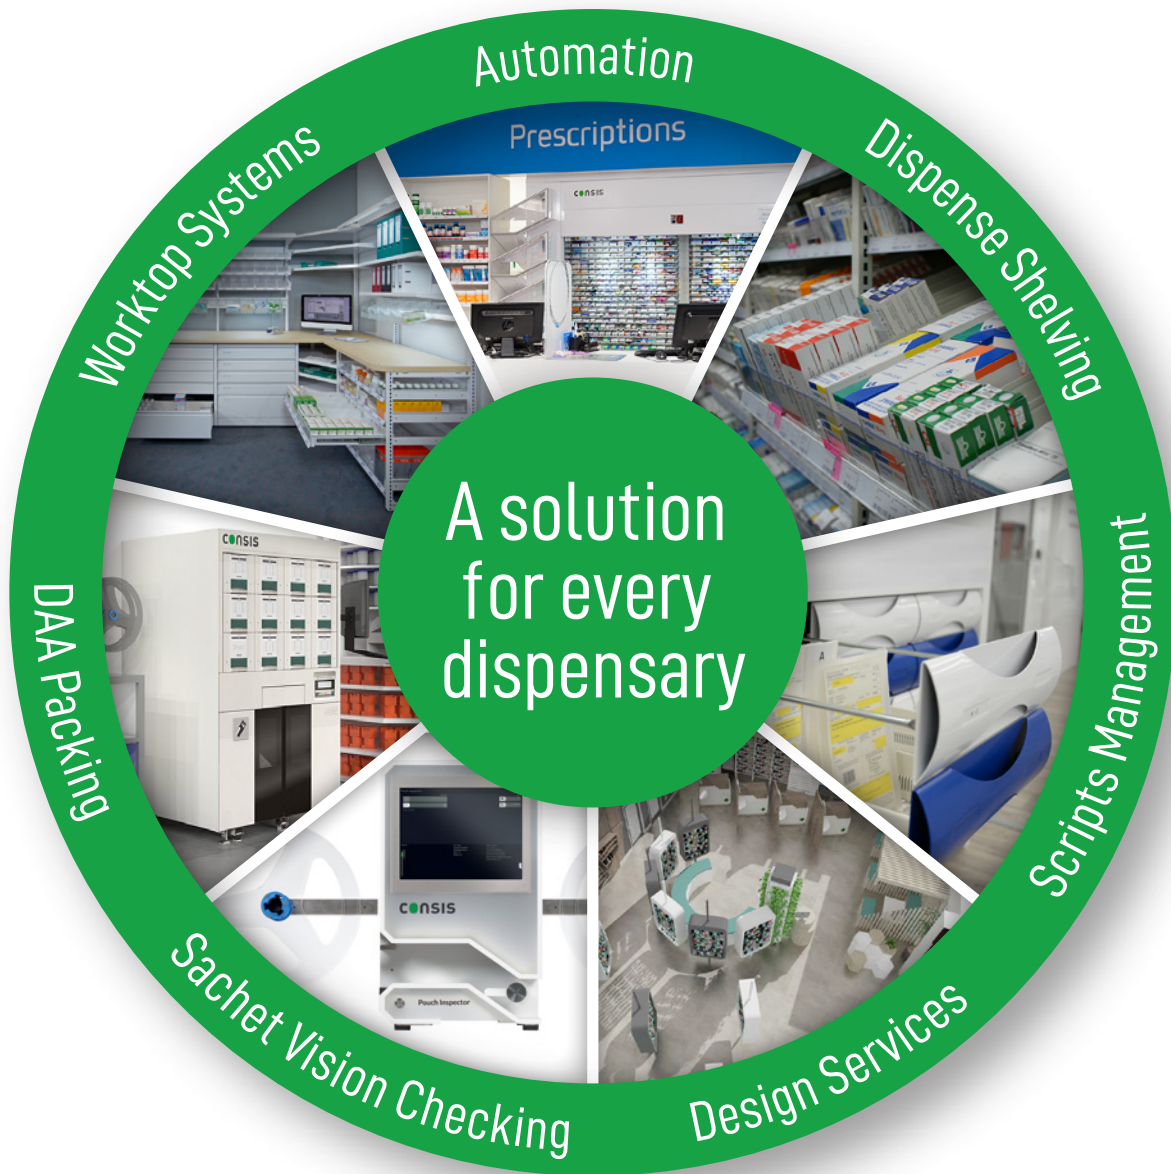 Automation
Dispense Shelving
Scripts Management
Design Services
Sachet Vision Checking
DAA Packing
Worktop Systems
Prescriptions
CONSIS
A
CONSIS
CONSIS
Pouch Inspector
A solution
for every
dispensary